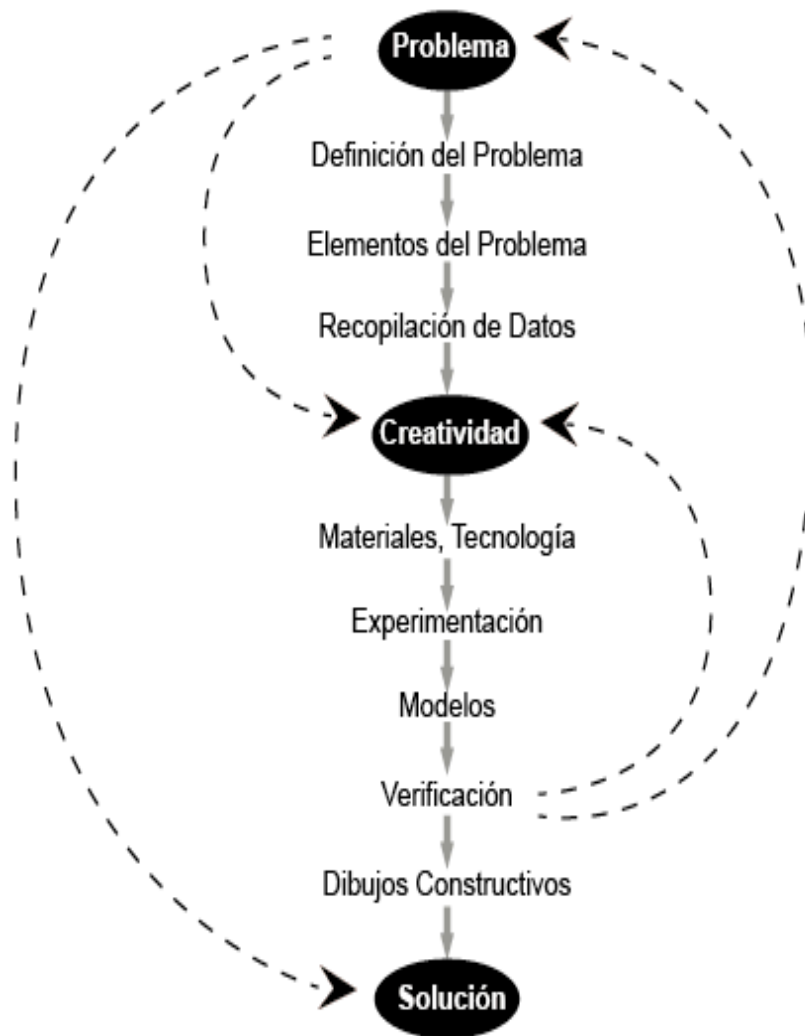 Problema
Definición del Problema
Elementos del Problema
Recopilación de Datos
Creatividad
Materiales, Tecnología
Experimentación
Modelos
Verificación
Dibujos Constructivos
Solución